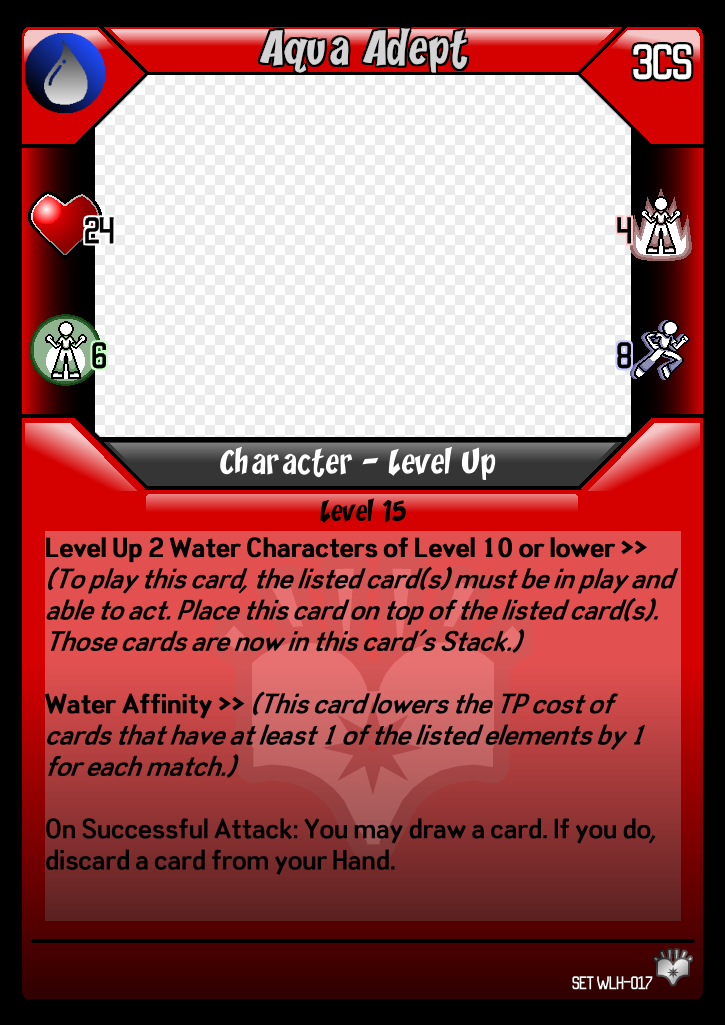 Aqua Adept
3CS
24
4
6
8
Character - Level Up
Level 15
Level Up 2 Water Characters of Level 10 or lower >>
(To play this card, the listed card(s) must be in play and
able to act. Place this card on top of the listed card(s).
Those cards are now in this card's Stack.)
Water Affinity >> (This card lowers the TP cost of
cards that have at least 1 of the listed elements by 1
for each match.)
On Successful Attack: You may draw a card. If you do,
discard a card from your Hand.
SET WLH-017